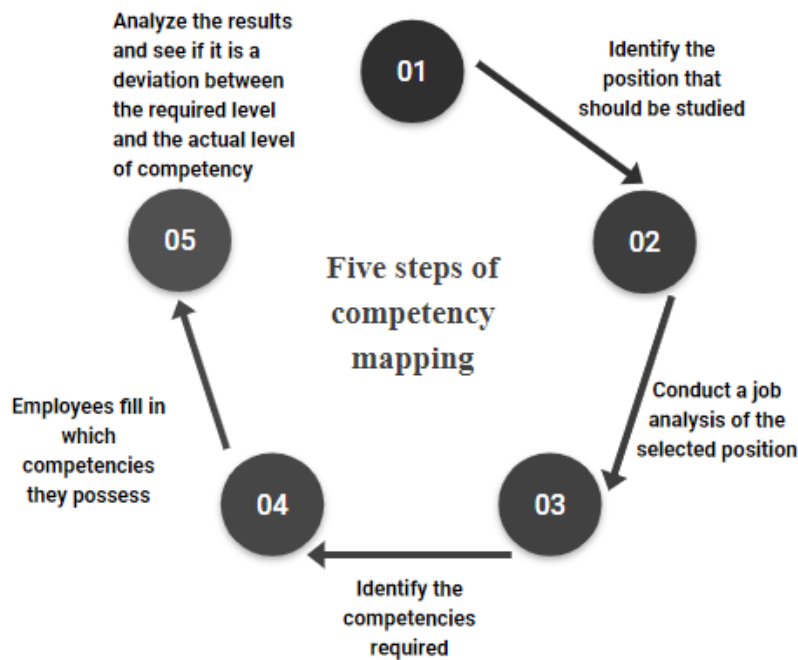 01
Identify the
position that
should be studied
02
Conduct a job
analysis of the
selected position
03
Identify the
competencies
required
04
Employees fill in
which
competencies
they possess
05
Analyze the results
and see if it is a
deviation between
the required level
and the actual level
of competency
Five steps of
competency
mapping